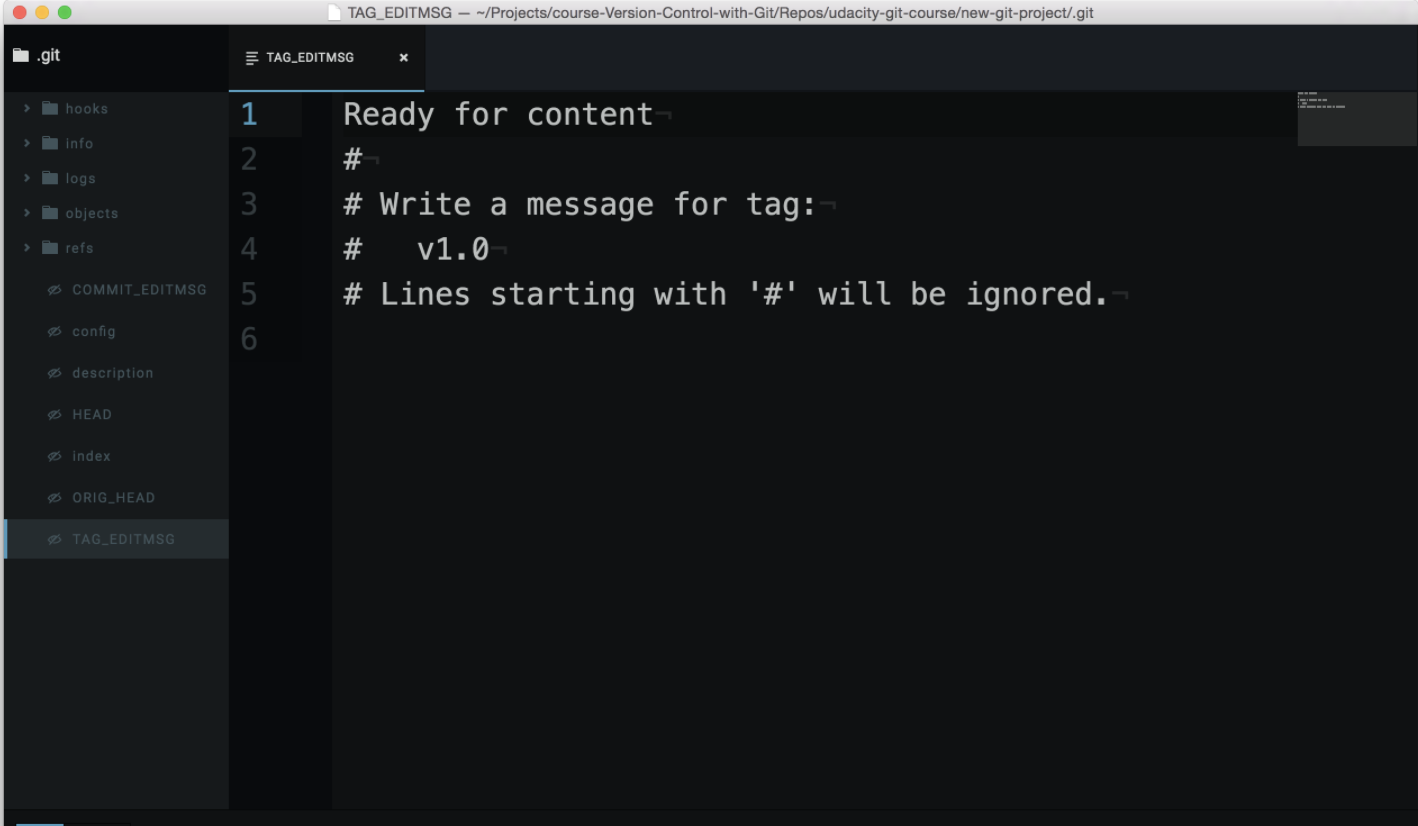 TAG_EDITMSG — ~/Projects/course-Version-Control-with-Git/Repos/udacity-git-course/new-git-project/.git
.git
TAG_EDITMSG
hooks
info
logs
objects
refs
COMMIT_EDITMSG
config
description
HEAD
index
ORIG_HEAD
TAG_EDITMSG
1 Ready for content¬
2 #¬
3 # Write a message for tag:¬
4 #   v1.0¬
5 # Lines starting with '#' will be ignored.¬
6